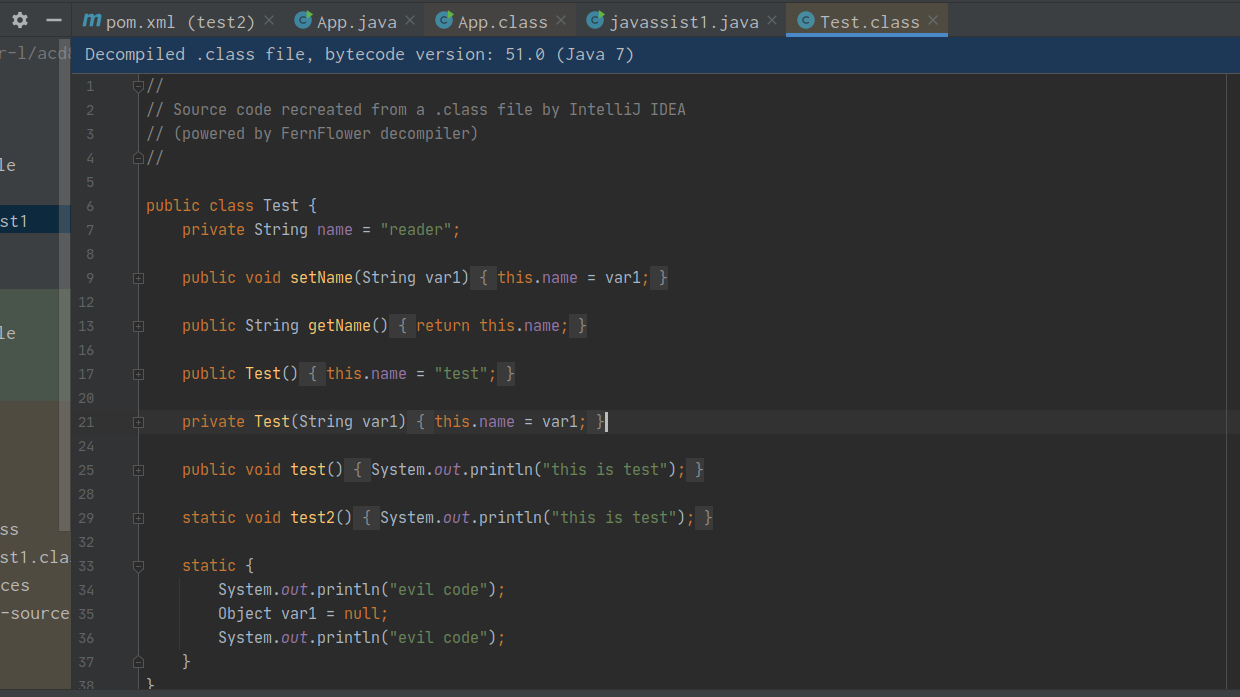 pom.xml (test2)
App.java
App.class
javassist1.java
Test.class
r-l/acd8
Decompiled .class file, bytecode version: 51.0 (Java 7)
le
st1
le
ss
st1.cla
ces
-source
1 //
2 // Source code recreated from a .class file by IntelliJ IDEA
3 // (powered by FernFlower decompiler)
4 //
5
6 public class Test {
7 private String name = "reader";
8
9 public void setName(String var1) { this.name = var1; }
12
13 public String getName() { return this.name; }
16
17 public Test() { this.name = "test"; }
20
21 private Test(String var1) { this.name = var1; }
24
25 public void test() { System.out.println("this is test"); }
28
29 static void test2() { System.out.println("this is test"); }
32
33 static {
34 System.out.println("evil code");
35 Object var1 = null;
36 System.out.println("evil code");
37 }
38 }